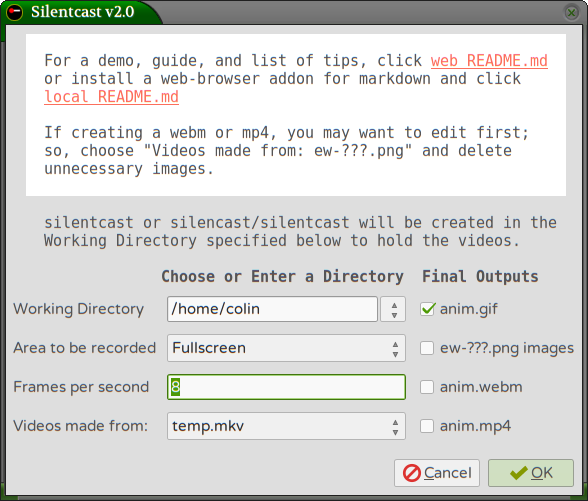 Silentcast v2.0
For a demo, guide, and list of tips, click web README.md
or install a web-browser addon for markdown and click
local README.md
If creating a webm or mp4, you may want to edit first;
so, choose "Videos made from: ew-???.png" and delete
unnecessary images.
silentcast or silencast/silentcast will be created in the
Working Directory specified below to hold the videos.
Choose or Enter a Directory Final Outputs
Working Directory /home/colin anim.gif
Area to be recorded Fullscreen ew-???.png images
Frames per second 8 anim.webm
Videos made from: temp.mkv anim.mp4
Cancel OK